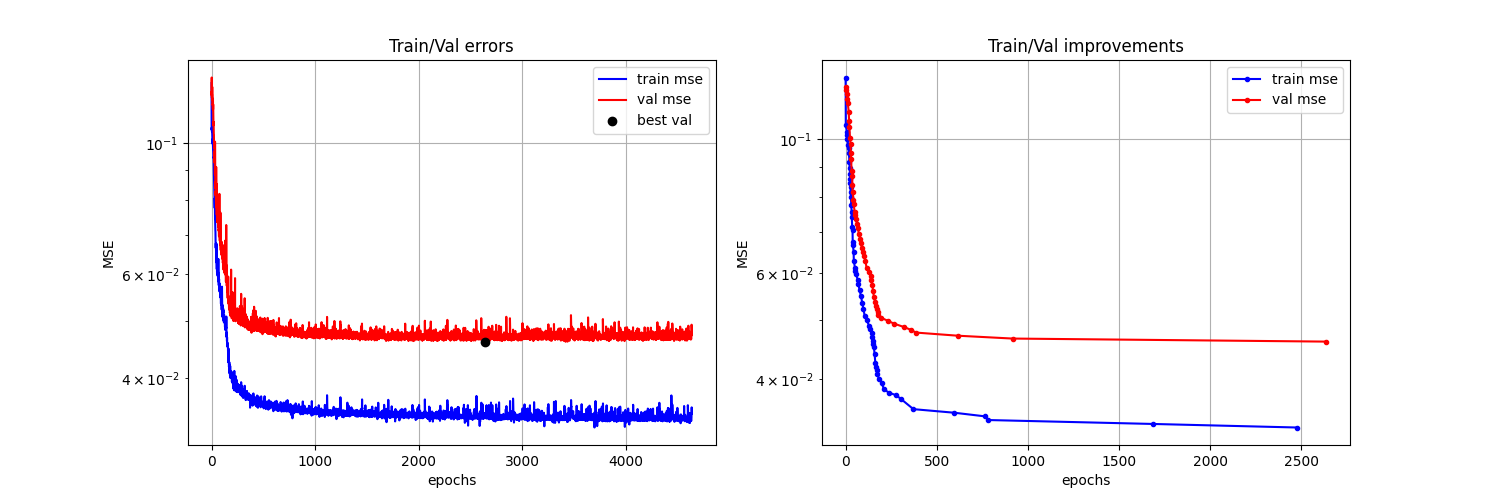 Train/Val errors
train mse
val mse
best val
10⁻¹
6 × 10⁻²
4 × 10⁻²
MSE
0 1000 2000 3000 4000
epochs
Train/Val improvements
train mse
val mse
10⁻¹
6 × 10⁻²
4 × 10⁻²
MSE
0 500 1000 1500 2000 2500
epochs